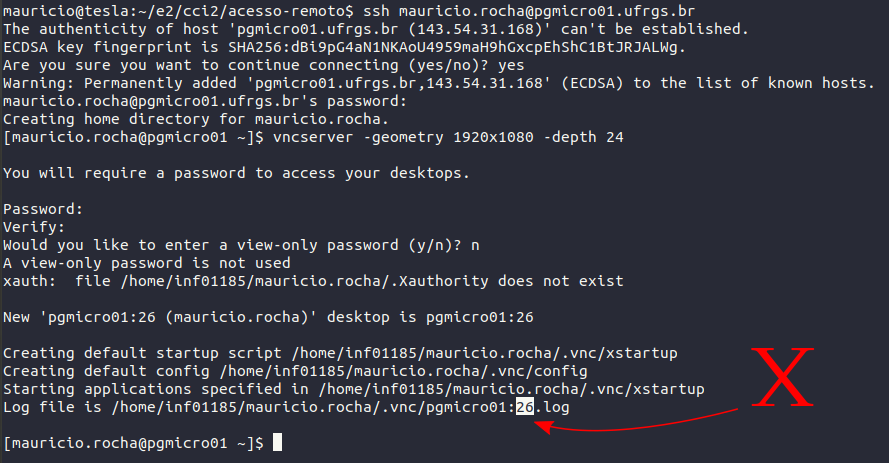 mauricio@tesla:~/e2/cci2/acesso-remoto$ ssh mauricio.rocha@pgmicro01.ufrgs.br
The authenticity of host 'pgmicro01.ufrgs.br (143.54.31.168)' can't be established.
ECDSA key fingerprint is SHA256:dBi9pG4aN1NKAoU4959maH9hGxcpEhShC1BtJRJALWg.
Are you sure you want to continue connecting (yes/no)? yes
Warning: Permanently added 'pgmicro01.ufrgs.br,143.54.31.168' (ECDSA) to the list of known hosts.
mauricio.rocha@pgmicro01.ufrgs.br's password:
Creating home directory for mauricio.rocha.
[mauricio.rocha@pgmicro01 ~]$ vncserver -geometry 1920x1080 -depth 24
You will require a password to access your desktops.
Password:
Verify:
Would you like to enter a view-only password (y/n)? n
A view-only password is not used
xauth:  file /home/inf01185/mauricio.rocha/.Xauthority does not exist
New 'pgmicro01:26 (mauricio.rocha)' desktop is pgmicro01:26
Creating default startup script /home/inf01185/mauricio.rocha/.vnc/xstartup
Creating default config /home/inf01185/mauricio.rocha/.vnc/config
Starting applications specified in /home/inf01185/mauricio.rocha/.vnc/xstartup
Log file is /home/inf01185/mauricio.rocha/.vnc/pgmicro01:26.log
X
[mauricio.rocha@pgmicro01 ~]$